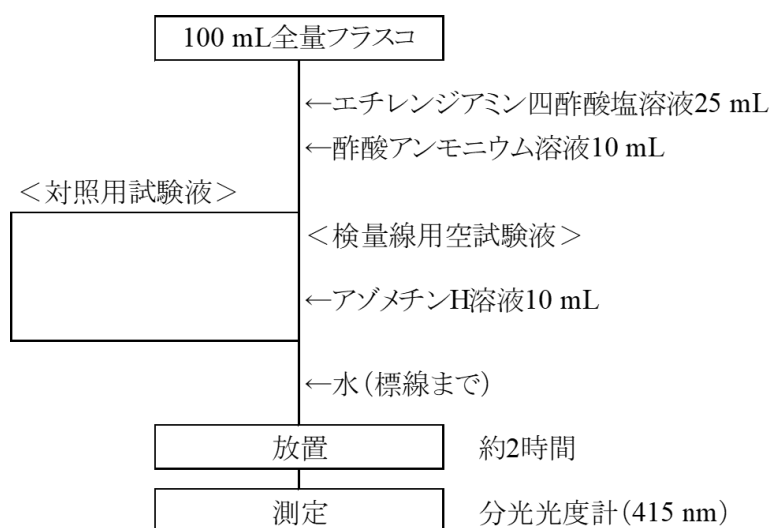 100 mL全量フラスコ
←エチレンジアミン四酢酸塩溶液25 mL
←酢酸アンモニウム溶液10 mL
＜対照用試験液＞
＜検量線用空試験液＞
←アゾメチンH溶液10 mL
←水（標線まで）
放置 約2時間
測定 分光光度計（415 nm）